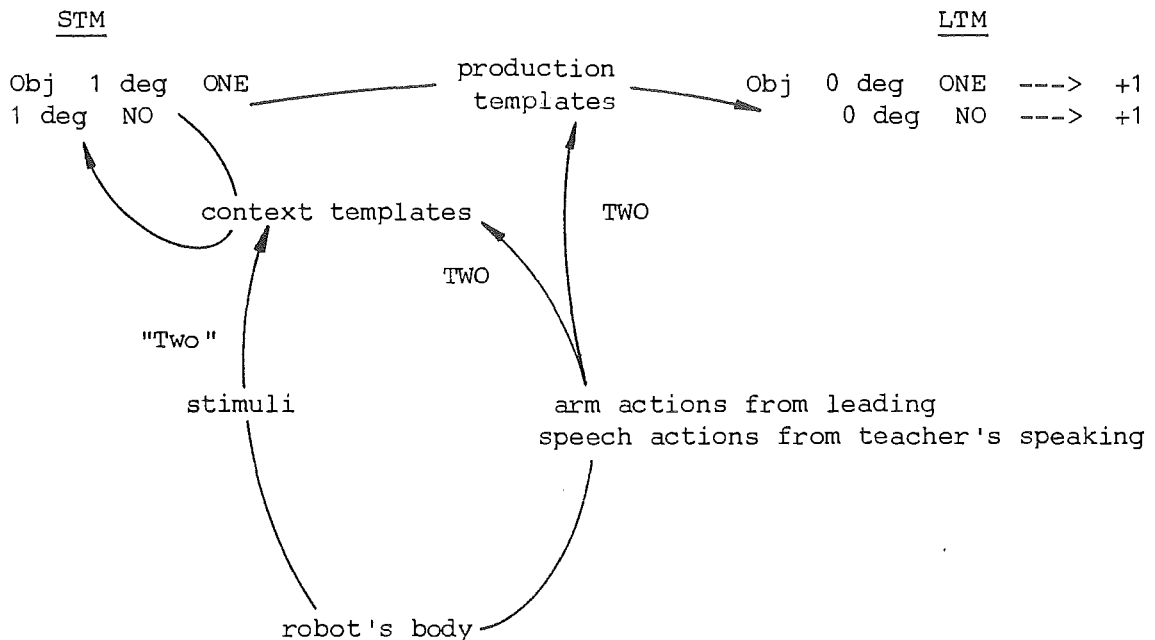 STM
LTM
Obj 1 deg ONE
1 deg NO
production
templates
Obj 0 deg ONE ---> +1
0 deg NO ---> +1
context templates
TWO
TWO
"Two"
stimuli
arm actions from leading
speech actions from teacher's speaking
robot's body